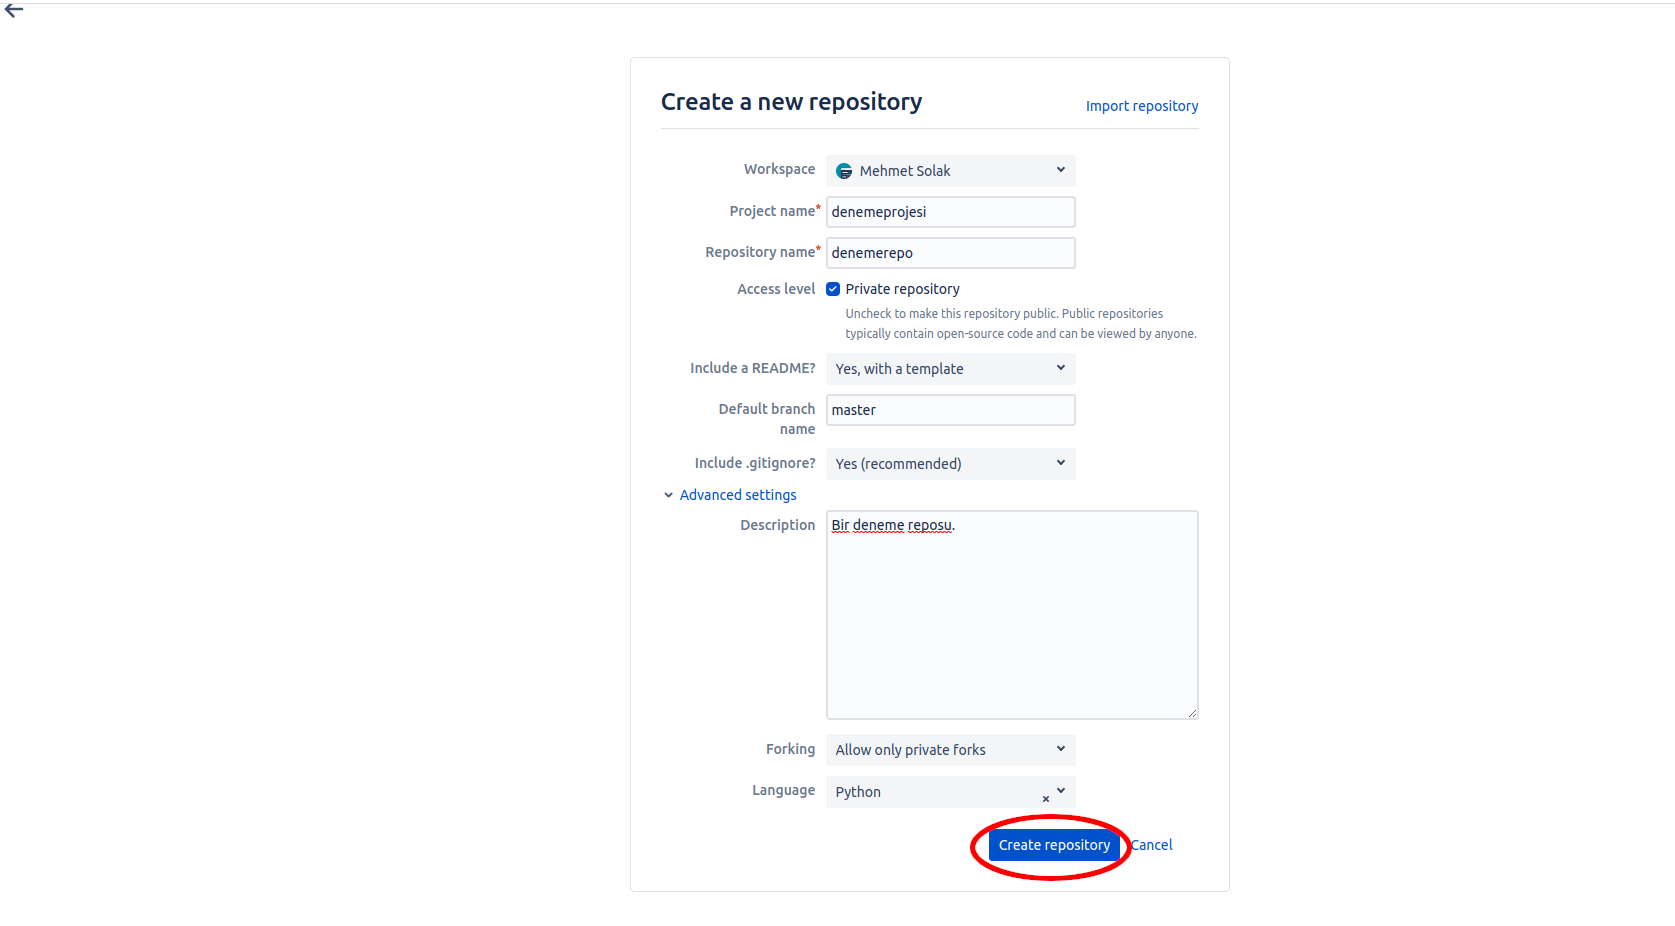 Create a new repository
Import repository
Workspace
Mehmet Solak
Project name*
denemeprojesi
Repository name*
denemerepo
Access level
Private repository
Uncheck to make this repository public. Public repositories
typically contain open-source code and can be viewed by anyone.
Include a README?
Yes, with a template
Default branch
name
master
Include .gitignore?
Yes (recommended)
Advanced settings
Description
Bir deneme reposu.
Forking
Allow only private forks
Language
Python
Create repository
Cancel